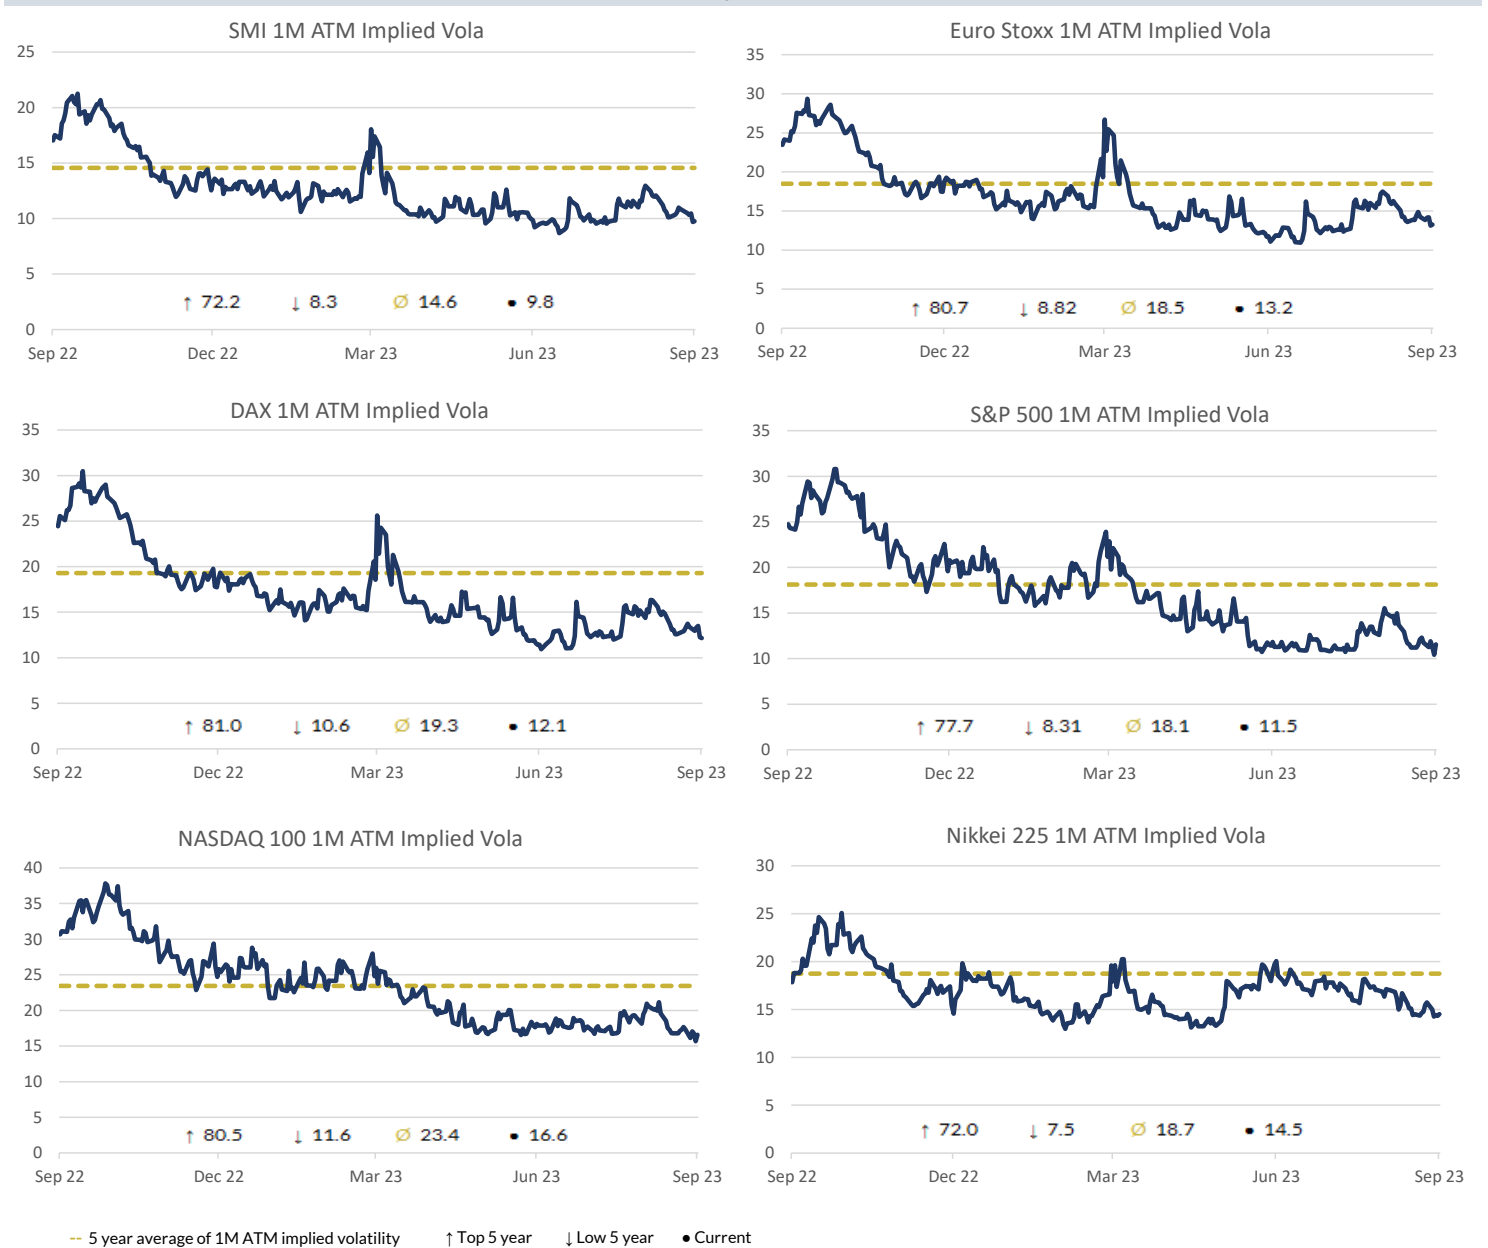 SMI 1M ATM Implied Vola
25
20
15
10
5
0
↑ 72.2 ↓ 8.3 Ø 14.6 ● 9.8
Sep 22 Dec 22 Mar 23 Jun 23 Sep 23
Euro Stoxx 1M ATM Implied Vola
35
30
25
20
15
10
5
0
↑ 80.7 ↓ 8.82 Ø 18.5 ● 13.2
Sep 22 Dec 22 Mar 23 Jun 23 Sep 23
DAX 1M ATM Implied Vola
35
30
25
20
15
10
5
0
↑ 81.0 ↓ 10.6 Ø 19.3 ● 12.1
Sep 22 Dec 22 Mar 23 Jun 23 Sep 23
S&P 500 1M ATM Implied Vola
35
30
25
20
15
10
5
0
↑ 77.7 ↓ 8.31 Ø 18.1 ● 11.5
Sep 22 Dec 22 Mar 23 Jun 23 Sep 23
NASDAQ 100 1M ATM Implied Vola
40
35
30
25
20
15
10
5
0
↑ 80.5 ↓ 11.6 Ø 23.4 ● 16.6
Sep 22 Dec 22 Mar 23 Jun 23 Sep 23
Nikkei 225 1M ATM Implied Vola
30
25
20
15
10
5
0
↑ 72.0 ↓ 7.5 Ø 18.7 ● 14.5
Sep 22 Dec 22 Mar 23 Jun 23 Sep 23
-- 5 year average of 1M ATM implied volatility ↑ Top 5 year ↓ Low 5 year ● Current